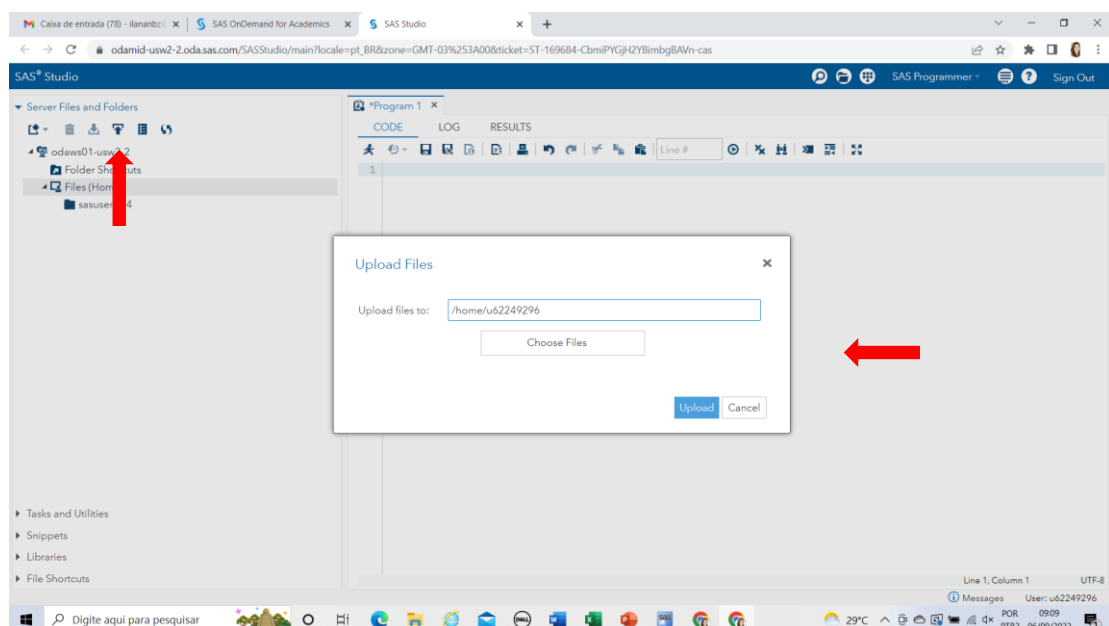 Caixa de entrada (78) - ilananbz
SAS OnDemand for Academics
SAS Studio
odamid-usw2-2.oda.sas.com/SASStudio/main?locale=pt_BR&zone=GMT-03%253A00&ticket=ST-169684-CbmiPYGjH2YBimbgBAVn-cas
SAS® Studio
SAS Programmer
Sign Out
Server Files and Folders
odaws01-usw2-2
Folder Shortcuts
Files (Home)
*Program 1
CODE LOG RESULTS
Line #
1
Upload Files
Upload files to: /home/u62249296
Choose Files
Upload Cancel
Tasks and Utilities
Snippets
Libraries
File Shortcuts
Line 1, Column 1 UTF-8
Messages User: u62249296
Digite aqui para pesquisar
29°C
POR 09:09